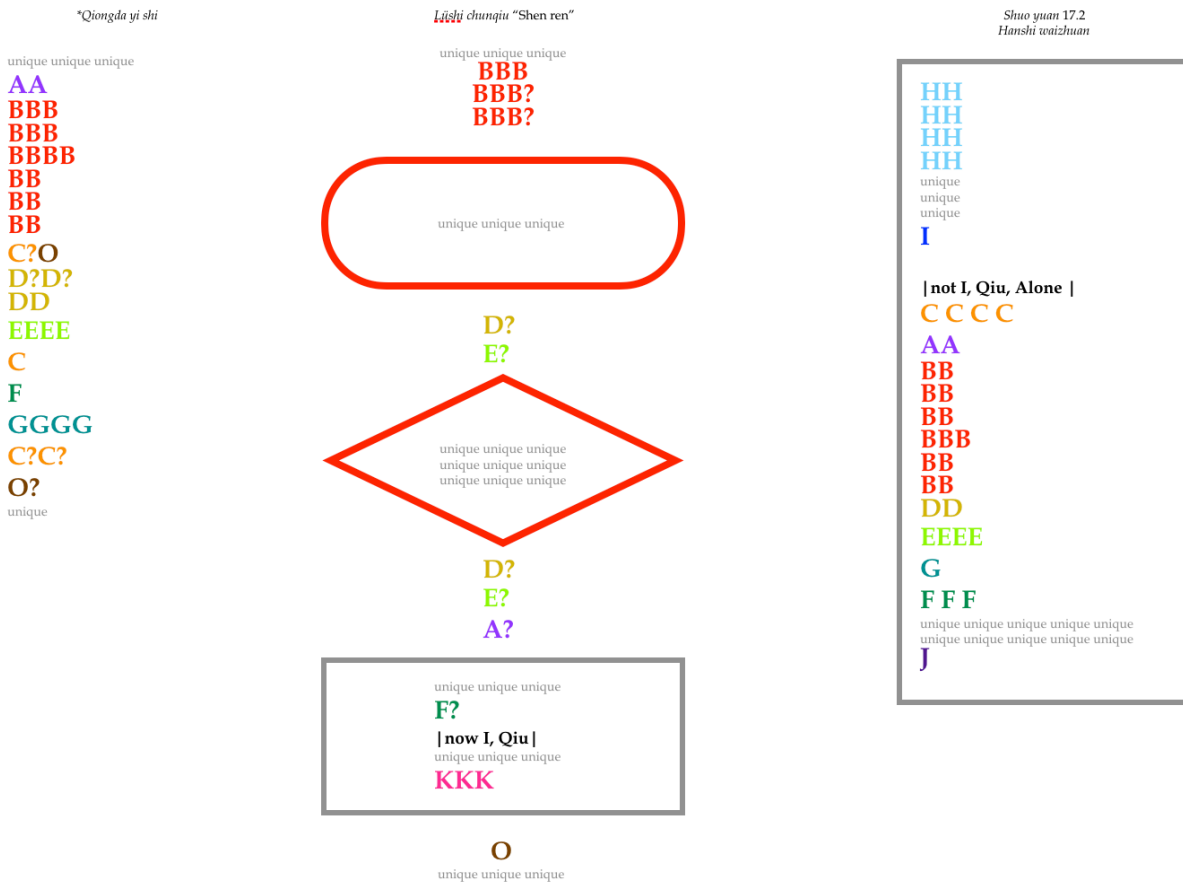 *Qiongda yi shi
unique unique unique
AA
BBB
BBB
BBBB
BB
BB
BB
C?O
D?D?
DD
EEEE
C
F
GGGG
C?C?
O?
unique
Lüshi chunqiu “Shen ren”
unique unique unique
BBB
BBB?
BBB?
unique unique unique
D?
E?
unique unique unique
unique unique unique
unique unique unique
D?
E?
A?
unique unique unique
F?
|now I, Qiu|
unique unique unique
KKK
O
unique unique unique
Shuo yuan 17.2
Hanshi waizhuan
HH
HH
HH
HH
unique
unique
unique
I
|not I, Qiu, Alone |
C C C C
AA
BB
BB
BB
BBB
BB
BB
DD
EEEE
G
F F F
unique unique unique unique unique
unique unique unique unique unique
J